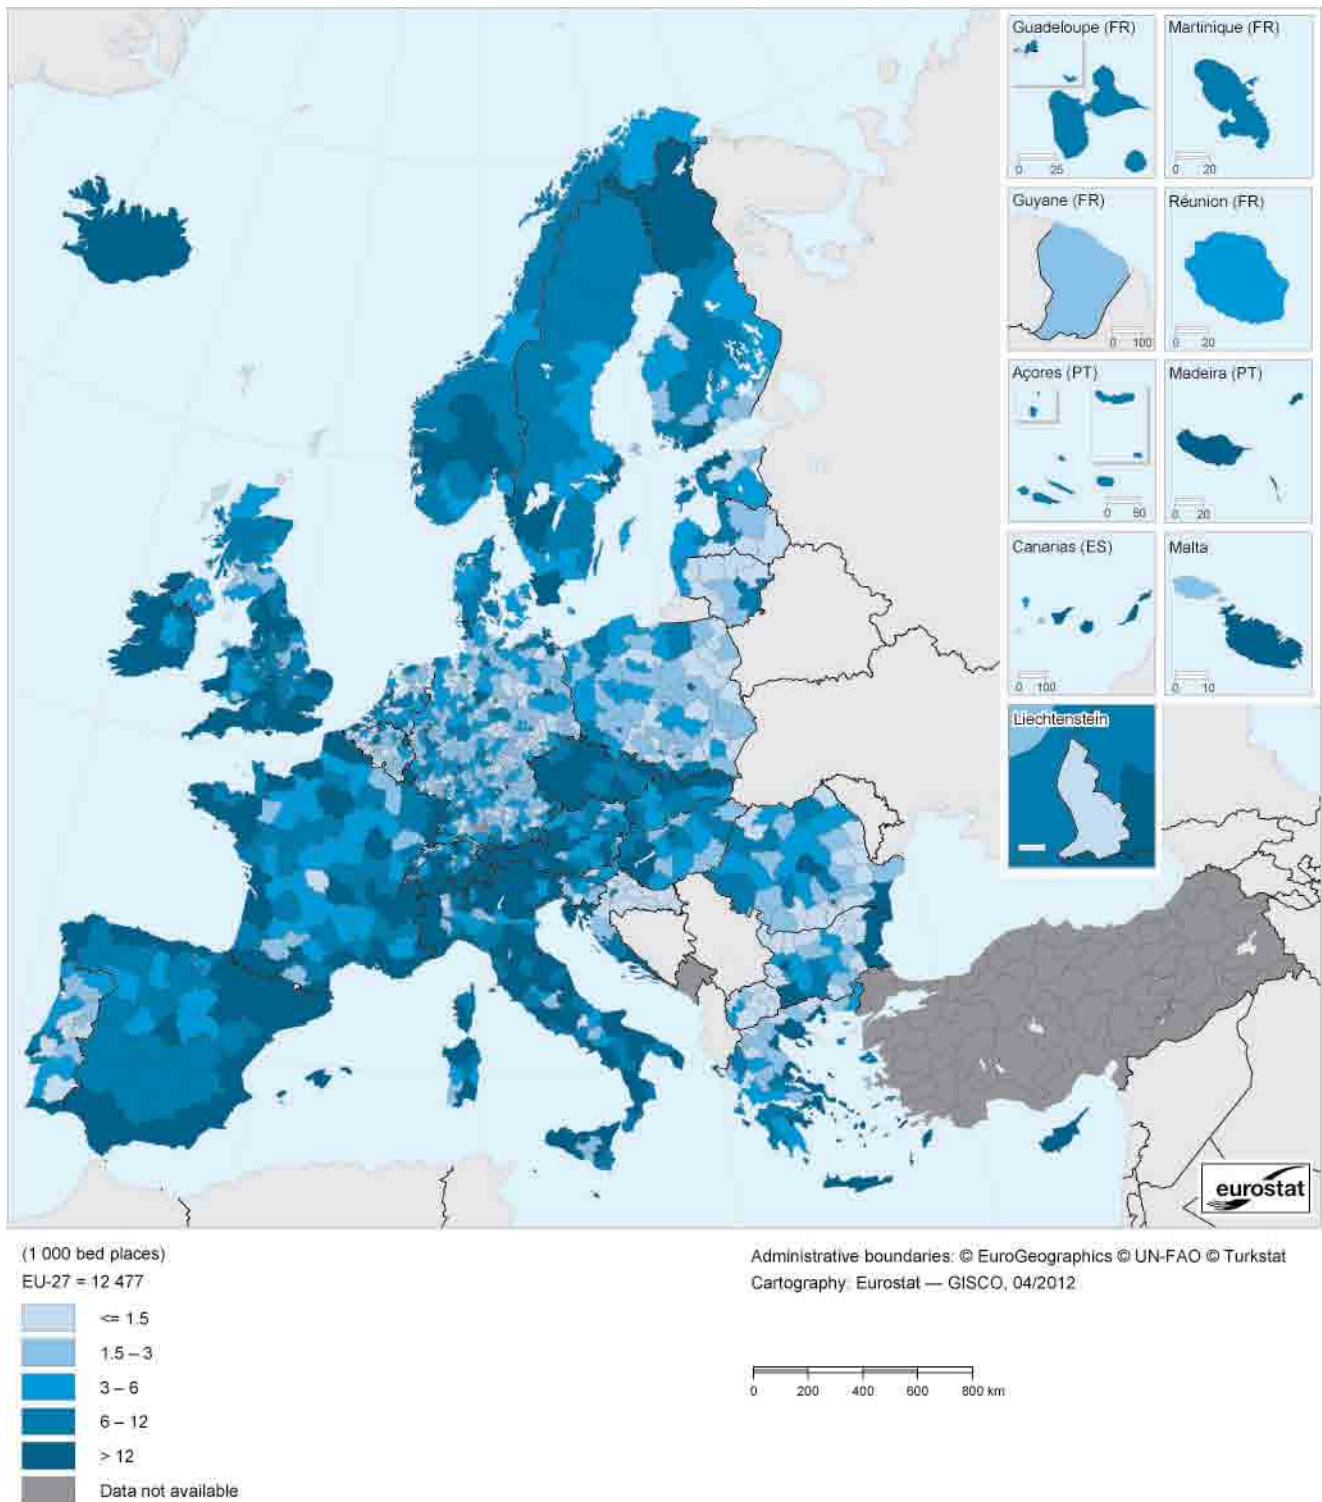 Guadeloupe (FR)
0 25
Martinique (FR)
0 20
Guyane (FR)
0 100
Réunion (FR)
0 20
Açores (PT)
0 50
Madeira (PT)
0 20
Canarias (ES)
0 100
Malta
0 10
Liechtenstein
eurostat
(1 000 bed places)
EU-27 = 12 477
<= 1.5
1.5 – 3
3 – 6
6 – 12
> 12
Data not available
Administrative boundaries: © EuroGeographics © UN-FAO © Turkstat
Cartography: Eurostat — GISCO, 04/2012
0 200 400 600 800 km